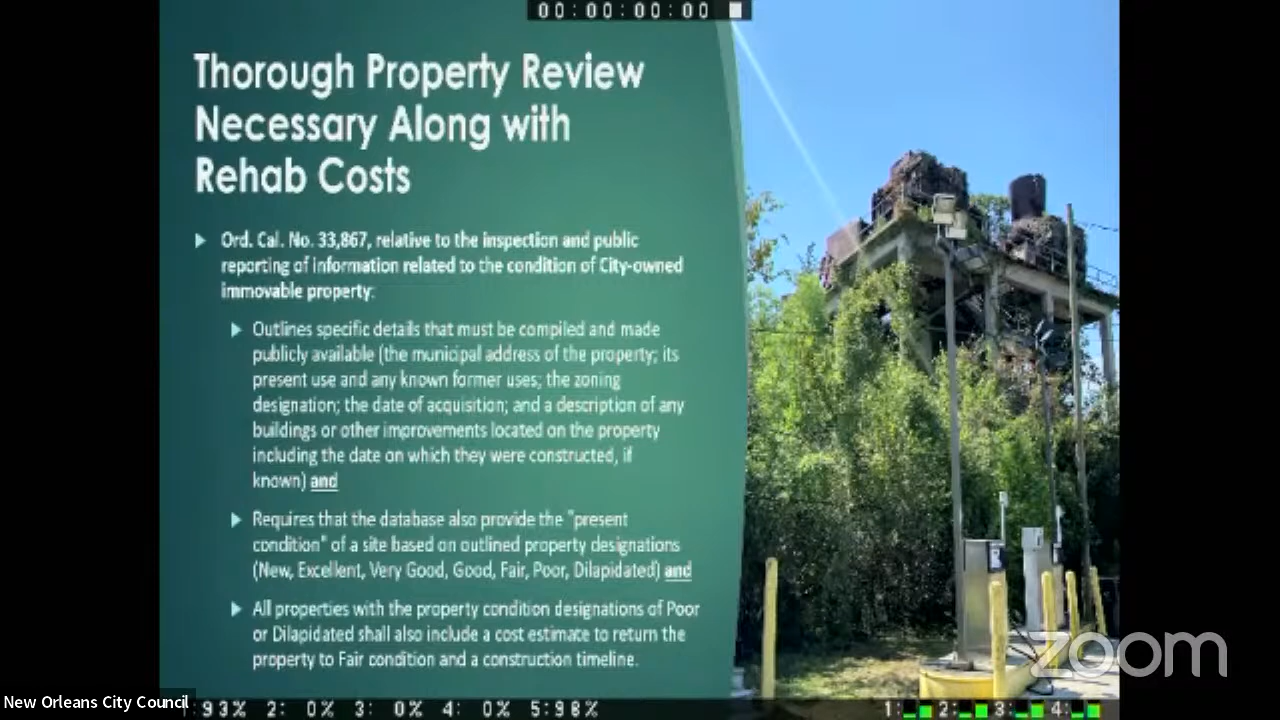 00:00:00:00
Thorough Property Review
Necessary Along with
Rehab Costs
Ord. Cal. No. 33,867, relative to the inspection and public
reporting of information related to the condition of City-owned
immovable property:
Outlines specific details that must be compiled and made
publicly available (the municipal address of the property; its
present use and any known former uses; the zoning
designation; the date of acquisition; and a description of any
buildings or other improvements located on the property
including the date on which they were constructed, if
known) and
Requires that the database also provide the "present
condition" of a site based on outlined property designations
(New, Excellent, Very Good, Good, Fair, Poor, Dilapidated) and
All properties with the property condition designations of Poor
or Dilapidated shall also include a cost estimate to return the
property to Fair condition and a construction timeline.
zoom
New Orleans City Council
1:93% 2: 0% 3: 0% 4: 0% 5:98% 1: 2: 3: 4: